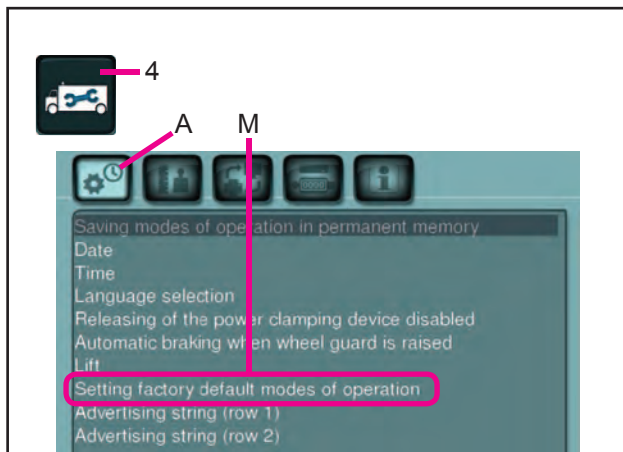 4
A M
Saving modes of operation in permanent memory
Date
Time
Language selection
Releasing of the power clamping device disabled
Automatic braking when wheel guard is raised
Lift
Setting factory default modes of operation
Advertising string (row 1)
Advertising string (row 2)